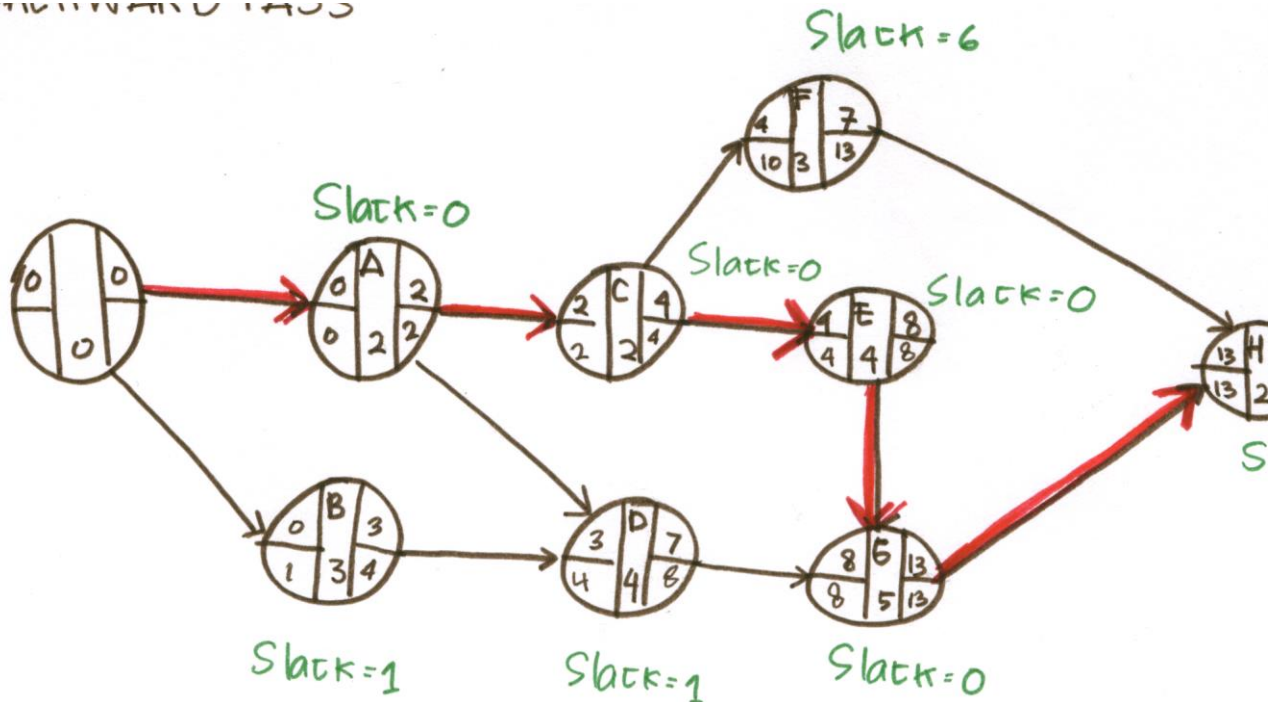 PASS
Slack=6
F
4 7
10 3 13
Slack=0
0 0
0
A
0 2
0 2 2
Slack=0
C
2 4
2 2 4
Slack=0
E
4 8
4 4 8
H
13
13 2
S
B
0 3
1 3 4
D
3 7
4 4 8
G
8 13
8 5 13
Slack=1
Slack=1
Slack=0